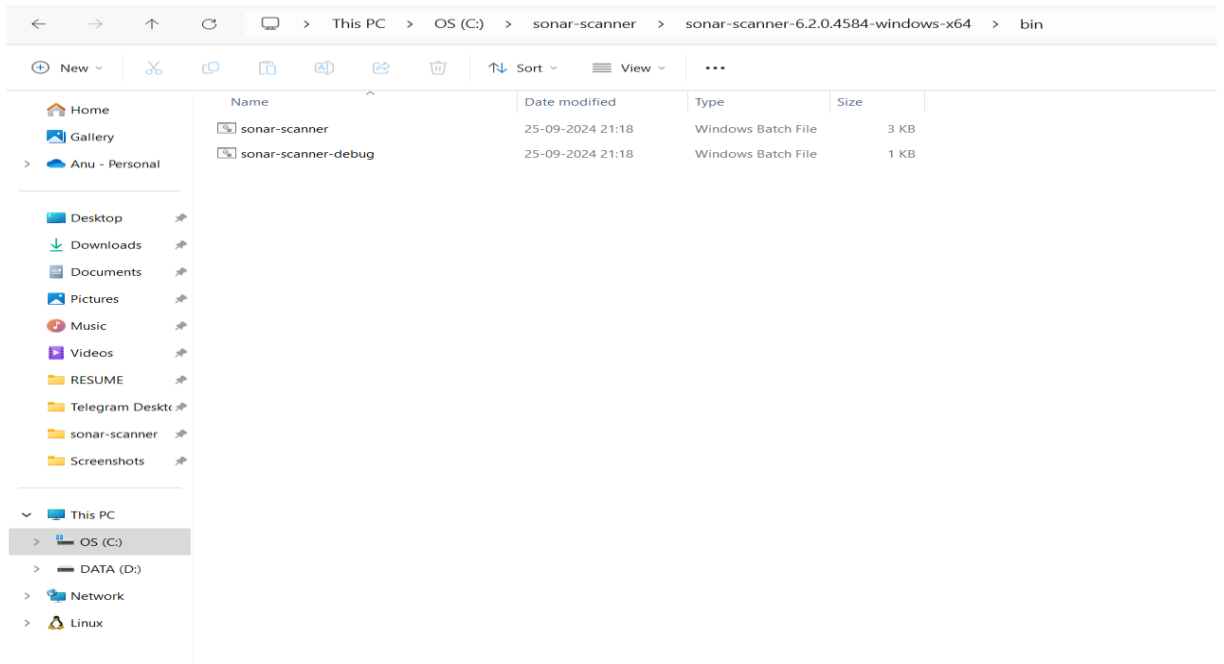 This PC > OS (C:) > sonar-scanner > sonar-scanner-6.2.0.4584-windows-x64 > bin
New Sort View ...
Name Date modified Type Size
sonar-scanner 25-09-2024 21:18 Windows Batch File 3 KB
sonar-scanner-debug 25-09-2024 21:18 Windows Batch File 1 KB
Home
Gallery
Anu - Personal
Desktop
Downloads
Documents
Pictures
Music
Videos
RESUME
Telegram Deskt
sonar-scanner
Screenshots
This PC
OS (C:)
DATA (D:)
Network
Linux